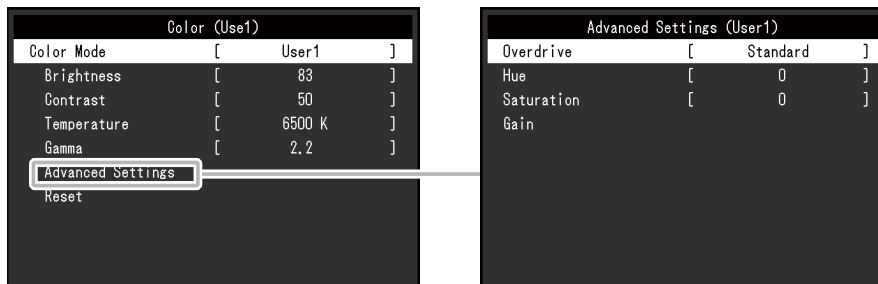 Color (Use1)
Color Mode [ User1 ]
Brightness [ 83 ]
Contrast [ 50 ]
Temperature [ 6500 K ]
Gamma [ 2.2 ]
Advanced Settings
Reset
Advanced Settings (User1)
Overdrive [ Standard ]
Hue [ 0 ]
Saturation [ 0 ]
Gain